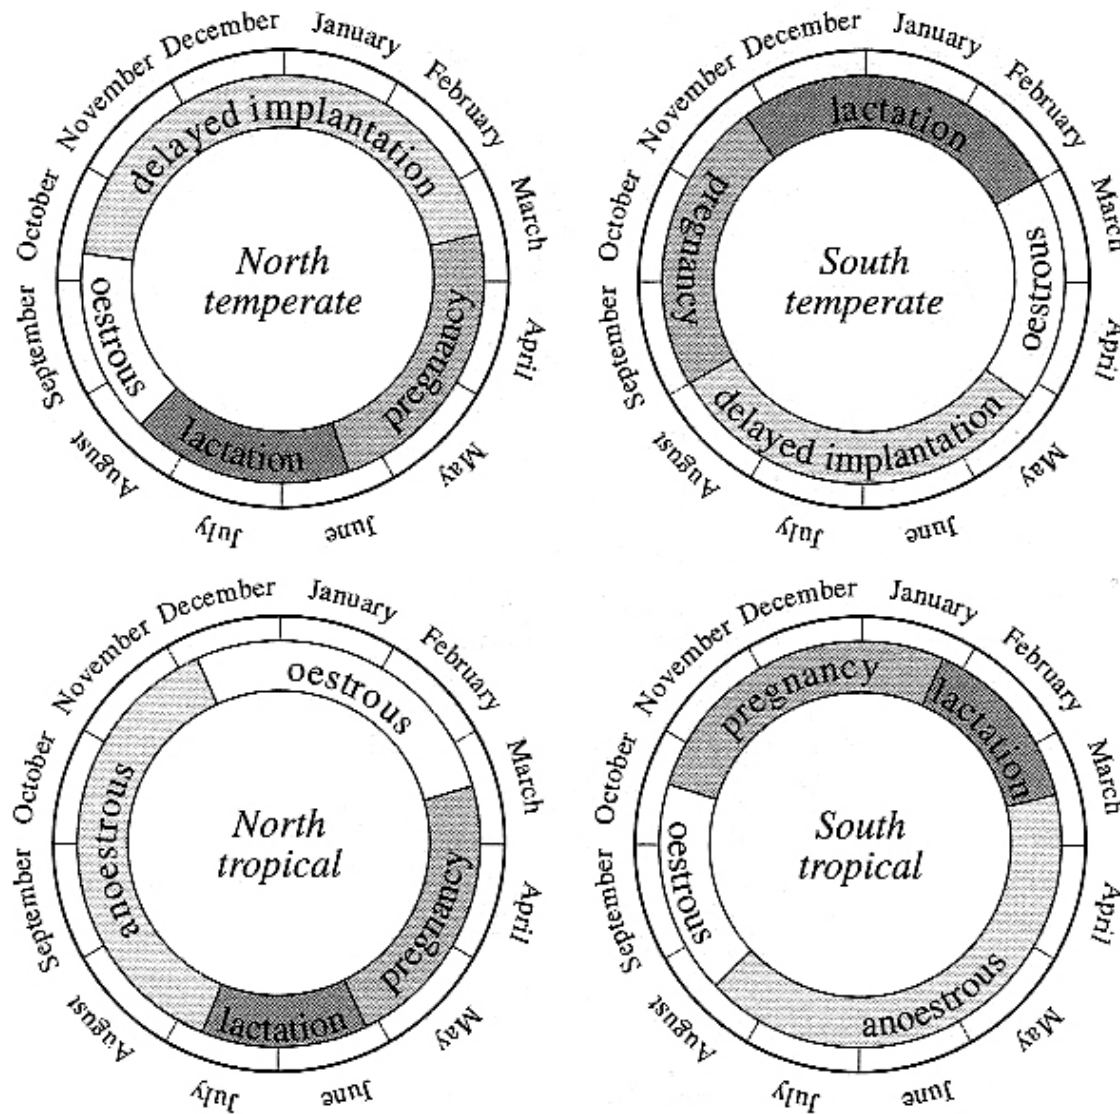 December
January
February
March
April
May
June
July
August
September
October
November
delayed implantation
pregnancy
lactation
oestrous
North
temperate
December
January
February
March
April
May
June
July
August
September
October
November
lactation
oestrous
delayed implantation
pregnancy
South
temperate
December
January
February
March
April
May
June
July
August
September
October
November
oestrous
pregnancy
lactation
anoestrous
North
tropical
December
January
February
March
April
May
June
July
August
September
October
November
pregnancy
lactation
anoestrous
oestrous
South
tropical